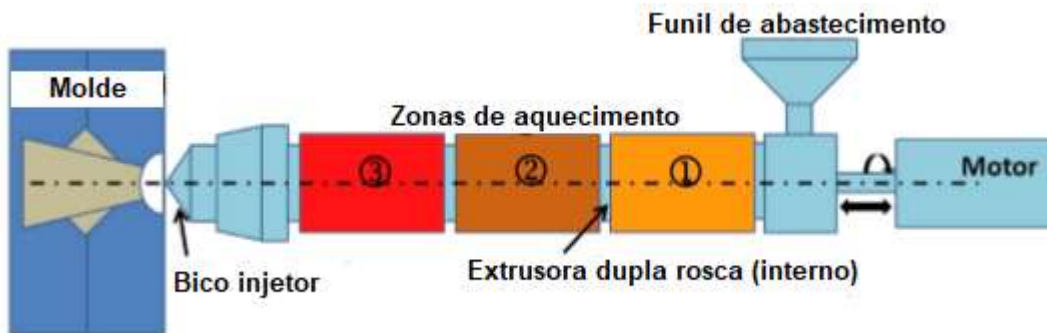 Funil de abastecimento
Molde
Zonas de aquecimento
③
②
①
Motor
Bico injetor
Extrusora dupla rosca (interno)